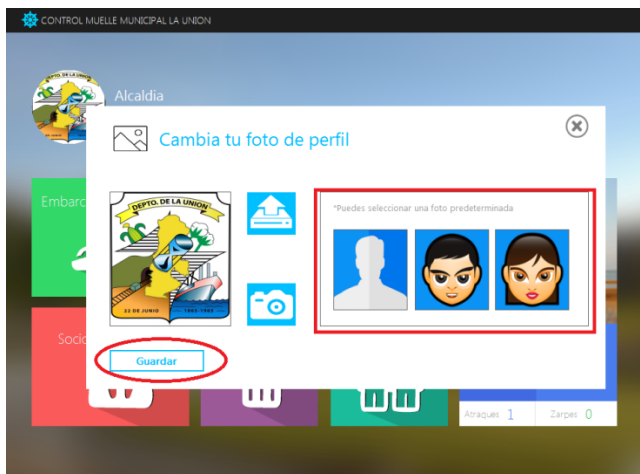 CONTROL MUELLE MUNICIPAL LA UNION
Alcaldia
Cambia tu foto de perfil
Embarc
DEPTO. DE LA UNION
*Puedes seleccionar una foto predeterminada
22 DE JUNIO
Socio
Guardar
Atraques 1
Zarpes 0